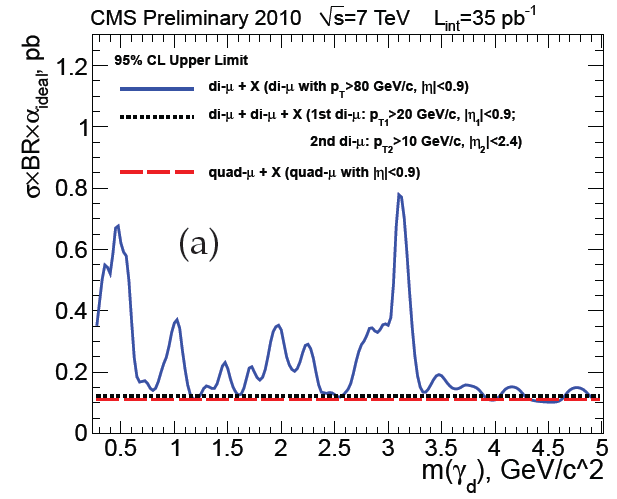 CMS Preliminary 2010 √s=7 TeV L_int=35 pb⁻¹
σ×BR×α_ideal, pb
95% CL Upper Limit
di-μ + X (di-μ with p_T>80 GeV/c, |η|<0.9)
di-μ + di-μ + X (1st di-μ: p_T1>20 GeV/c, |η_1|<0.9;
2nd di-μ: p_T2>10 GeV/c, |η_2|<2.4)
quad-μ + X (quad-μ with |η|<0.9)
(a)
1.2
1
0.8
0.6
0.4
0.2
0
0.5 1 1.5 2 2.5 3 3.5 4 4.5 5
m(γ_d), GeV/c^2